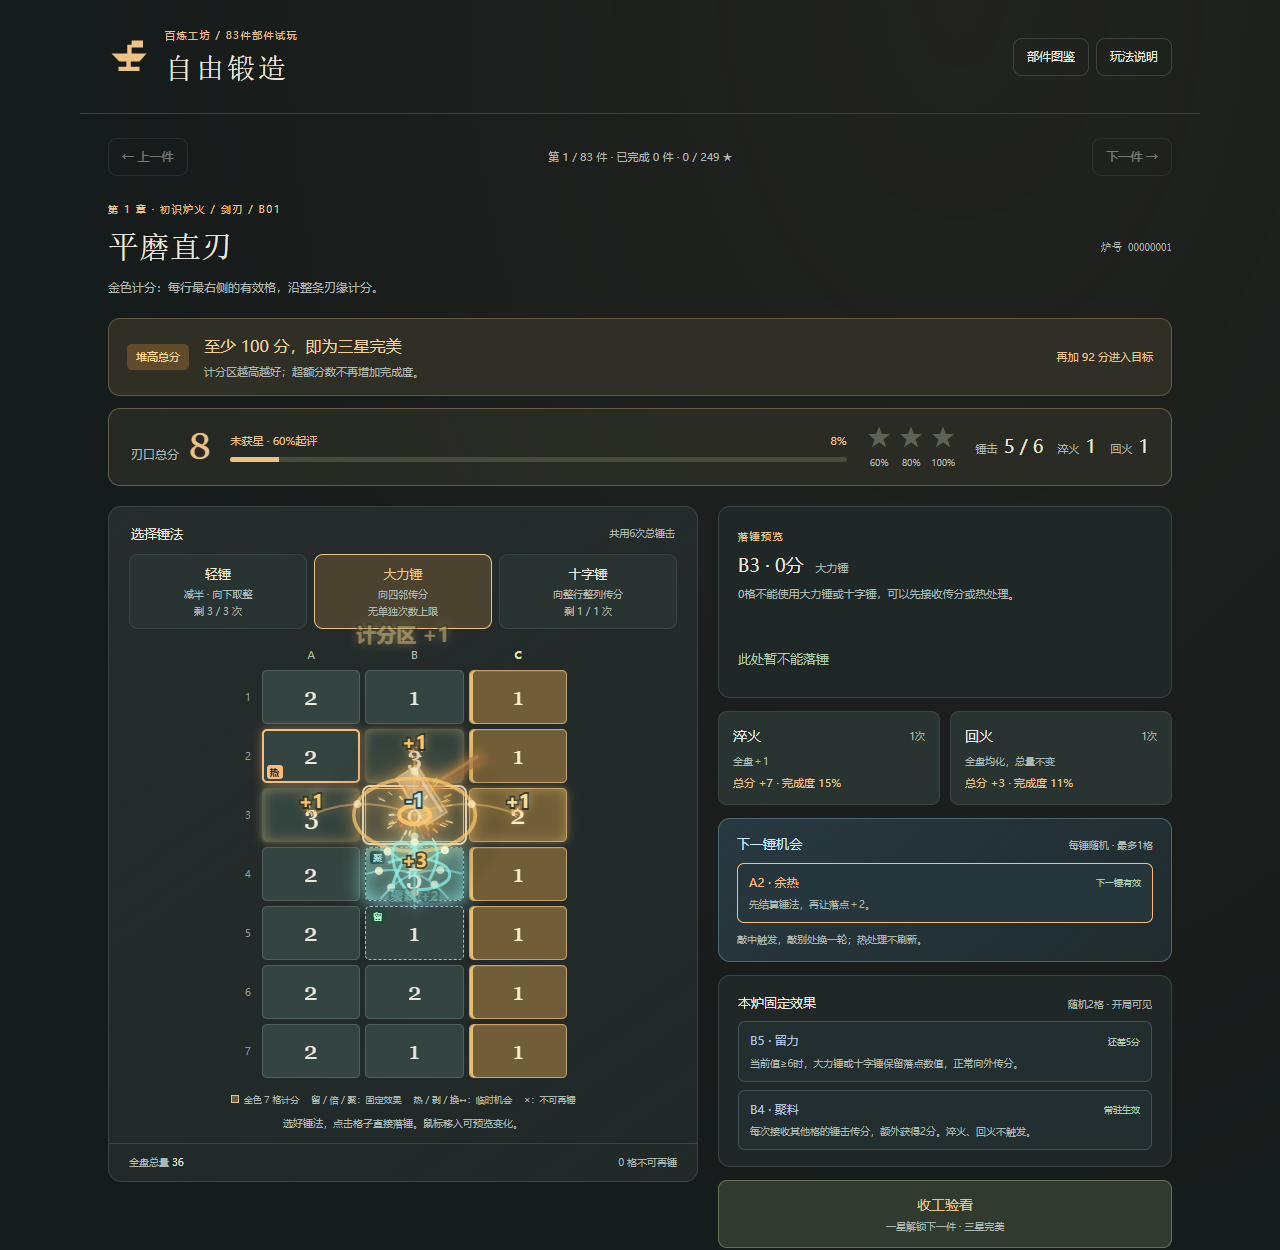 百炼工坊 / 83件部件试玩
自由锻造
部件图鉴
玩法说明
← 上一件
第 1 / 83 件 · 已完成 0 件 · 0 / 249 ★
下一件 →
第 1 章 · 初识炉火 / 剑刃 / B01
平磨直刃
炉号 00000001
金色计分：每行最右侧的有效格，沿整条刃缘计分。
堆高总分
至少 100 分，即为三星完美
计分区越高越好；超额分数不再增加完成度。
再加 92 分进入目标
刃口总分 8
未获星 · 60%起评
8%
★ ★ ★
60% 80% 100%
锤击 5 / 6 淬火 1 回火 1
选择锤法
共用6次总锤击
轻锤
减半 · 向下取整
剩 3 / 3 次
大力锤
向四邻传分
无单独次数上限
十字锤
向整行整列传分
剩 1 / 1 次
计分区 +1
A B C
1 2 1 1
2 2 热 +1 3 1
3 +1 3 -1 +1 2
4 2 聚 +3 5 1
5 2 留 1 1
6 2 2 1
7 2 1 1
金色 7 格计分 留 / 倍 / 聚：固定效果 热 / 剥 / 换↔：临时机会 ×：不可再锤
选好锤法，点击格子直接落锤。鼠标移入可预览变化。
全盘总量 36
0 格不可再锤
落锤预览
B3 · 0分 大力锤
0格不能使用大力锤或十字锤，可以先接收传分或热处理。
此处暂不能落锤
淬火 1次
全盘 + 1
总分 +7 · 完成度 15%
回火 1次
全盘均化，总量不变
总分 +3 · 完成度 11%
下一锤机会
每锤随机 · 最多1格
A2 · 余热
下一锤有效
先结算锤法，再让落点 + 2。
敲中触发，敲别处换一轮；热处理不刷新。
本炉固定效果
随机2格 · 开局可见
B5 · 留力
还差5分
当前值≥6时，大力锤或十字锤保留落点数值，正常向外传分。
B4 · 聚料
常驻生效
每次接收其他格的锤击传分，额外获得2分。淬火、回火不触发。
收工验看
一星解锁下一件 · 三星完美